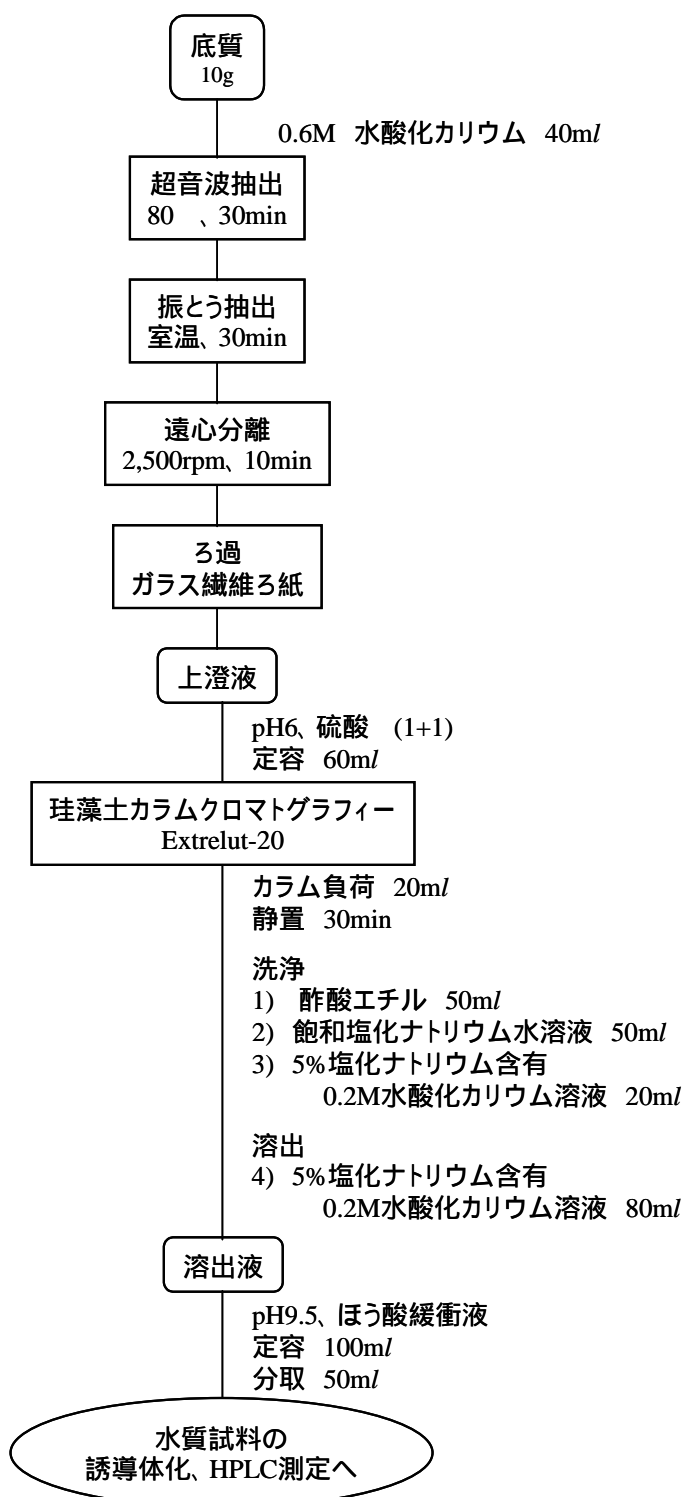 底質
10g
0.6M 水酸化カリウム 40ml
超音波抽出
80 、30min
振とう抽出
室温、30min
遠心分離
2,500rpm、10min
ろ過
ガラス繊維ろ紙
上澄液
pH6、硫酸 (1+1)
定容 60ml
珪藻土カラムクロマトグラフィー
Extrelut-20
カラム負荷 20ml
静置 30min
洗浄
1) 酢酸エチル 50ml
2) 飽和塩化ナトリウム水溶液 50ml
3) 5%塩化ナトリウム含有
0.2M水酸化カリウム溶液 20ml
溶出
4) 5%塩化ナトリウム含有
0.2M水酸化カリウム溶液 80ml
溶出液
pH9.5、ほう酸緩衝液
定容 100ml
分取 50ml
水質試料の
誘導体化、HPLC測定へ